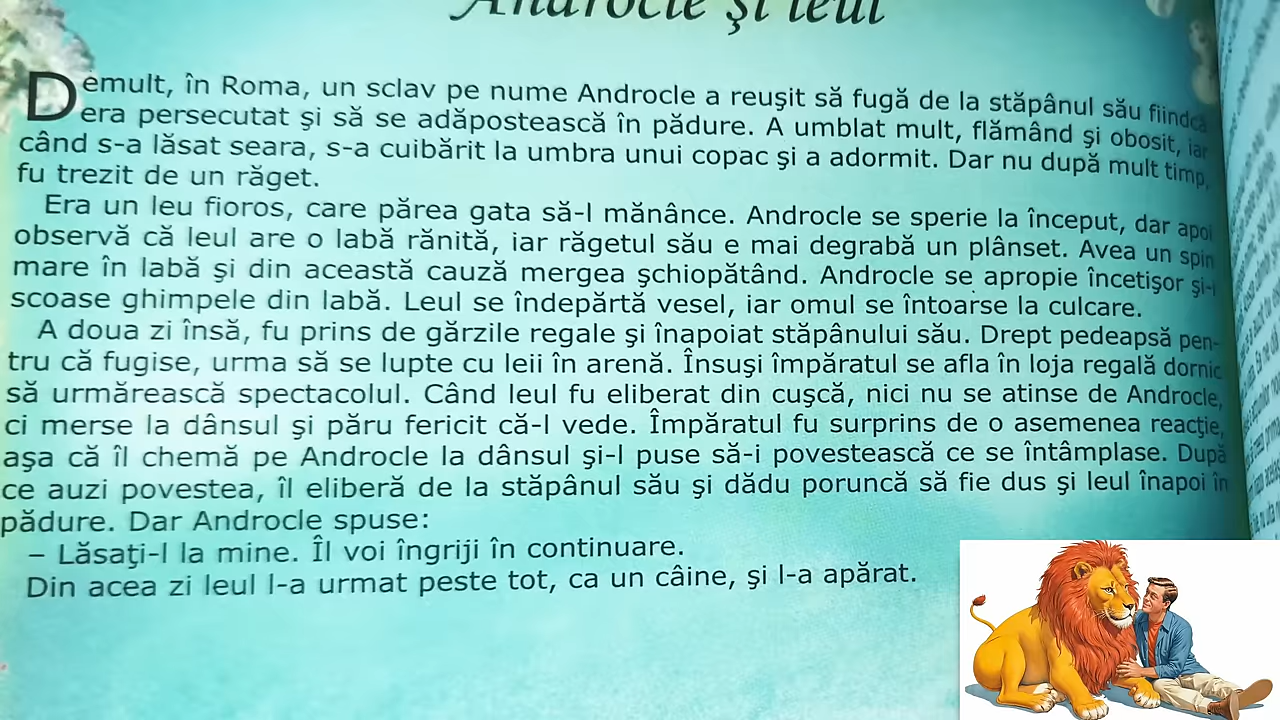 Androcle şi leul
Demult, în Roma, un sclav pe nume Androcle a reuşit să fugă de la stăpânul său fiindcă
era persecutat şi să se adăpostească în pădure. A umblat mult, flămând şi obosit, iar
când s-a lăsat seara, s-a cuibărit la umbra unui copac şi a adormit. Dar nu după mult timp,
fu trezit de un răget.
Era un leu fioros, care părea gata să-l mănânce. Androcle se sperie la început, dar apoi
observă că leul are o labă rănită, iar răgetul său e mai degrabă un plânset. Avea un spin
mare în labă şi din această cauză mergea şchiopătând. Androcle se apropie încetişor şi-i
scoase ghimpele din labă. Leul se îndepărtă vesel, iar omul se întoarse la culcare.
A doua zi însă, fu prins de gărzile regale şi înapoiat stăpânului său. Drept pedeapsă pen-
tru că fugise, urma să se lupte cu leii în arenă. Însuşi împăratul se afla în loja regală dornic
să urmărească spectacolul. Când leul fu eliberat din cuşcă, nici nu se atinse de Androcle,
ci merse la dânsul şi păru fericit că-l vede. Împăratul fu surprins de o asemenea reacţie,
aşa că îl chemă pe Androcle la dânsul şi-l puse să-i povestească ce se întâmplase. După
ce auzi povestea, îl eliberă de la stăpânul său şi dădu poruncă să fie dus şi leul înapoi în
pădure. Dar Androcle spuse:
– Lăsaţi-l la mine. Îl voi îngriji în continuare.
Din acea zi leul l-a urmat peste tot, ca un câine, şi l-a apărat.